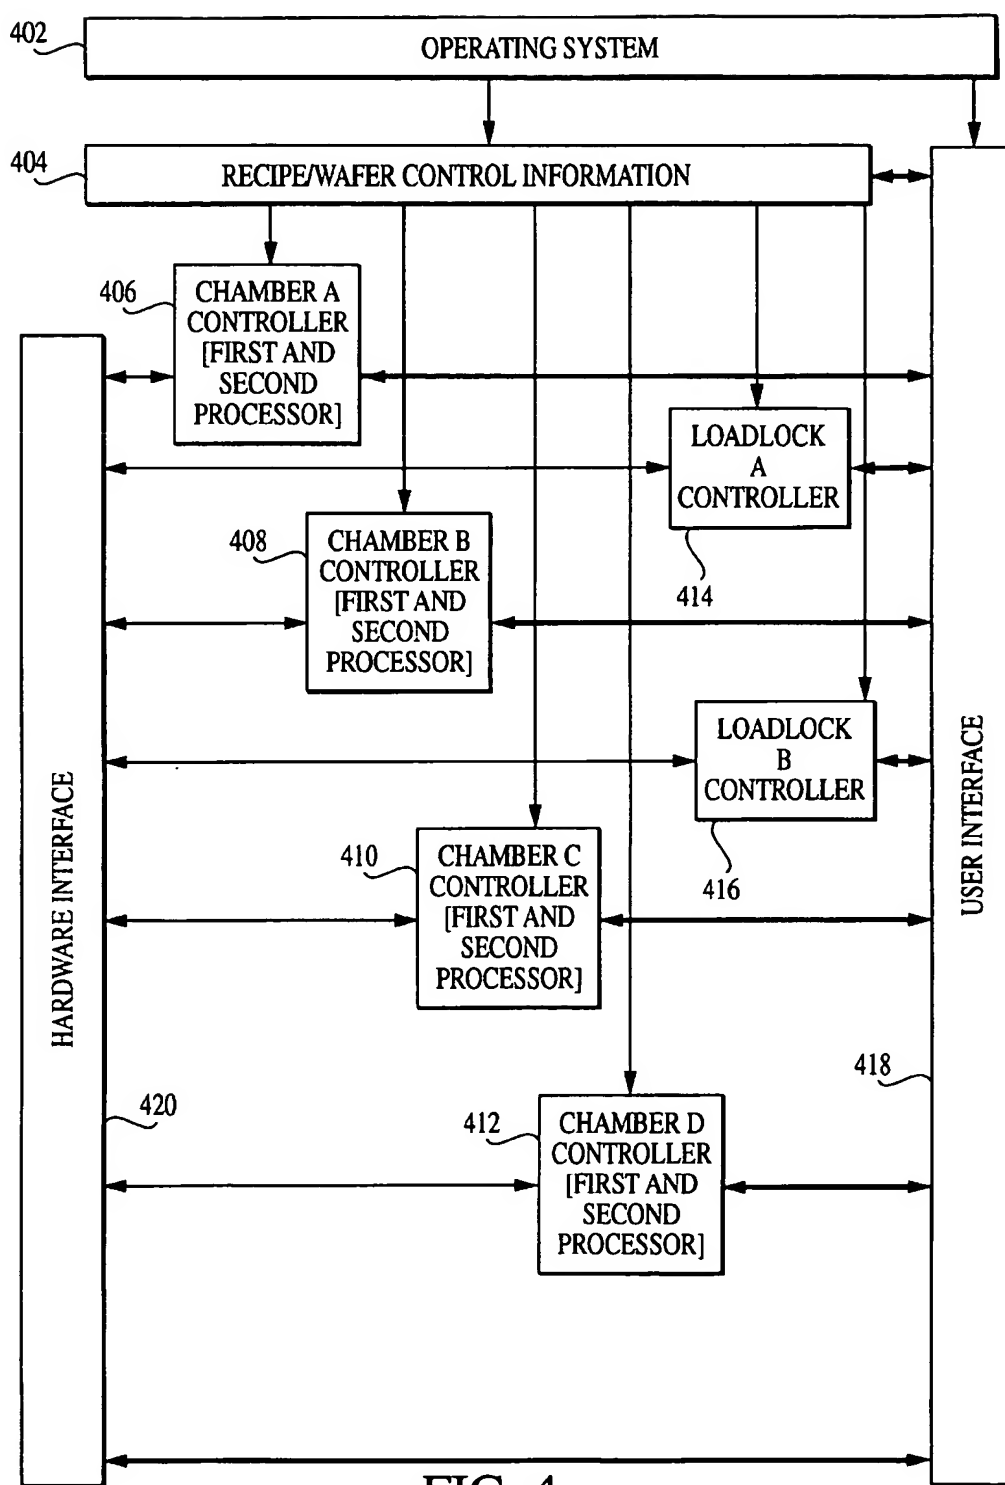 402
OPERATING SYSTEM
404
RECIPE/WAFER CONTROL INFORMATION
406
CHAMBER A
CONTROLLER
[FIRST AND
SECOND
PROCESSOR]
LOADLOCK
A
CONTROLLER
414
408
CHAMBER B
CONTROLLER
[FIRST AND
SECOND
PROCESSOR]
LOADLOCK
B
CONTROLLER
416
410
CHAMBER C
CONTROLLER
[FIRST AND
SECOND
PROCESSOR]
412
CHAMBER D
CONTROLLER
[FIRST AND
SECOND
PROCESSOR]
HARDWARE INTERFACE
420
USER INTERFACE
418
FIG. 4